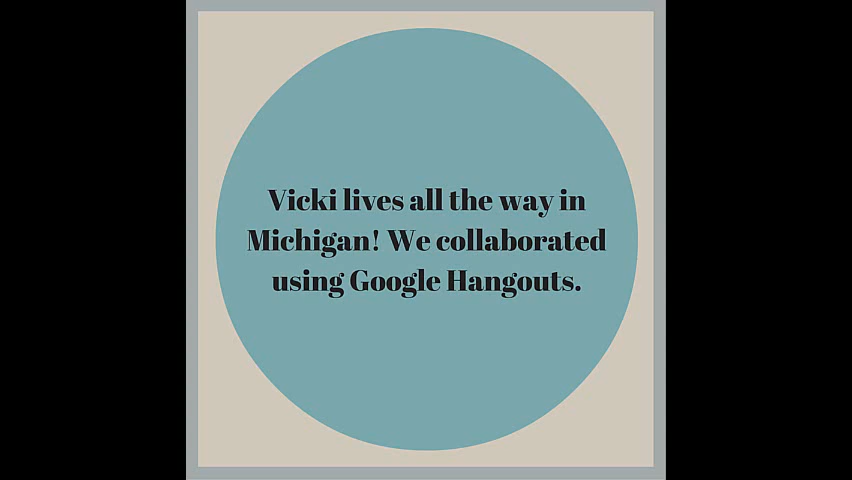 Vicki lives all the way in
Michigan! We collaborated
using Google Hangouts.